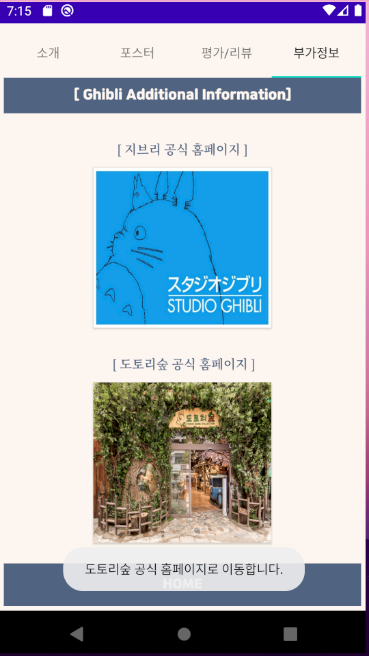 7:15
소개 포스터 평가/리뷰 부가정보
[ Ghibli Additional Information]
[ 지브리 공식 홈페이지 ]
スタジオジブリ
STUDIO GHIBLI
[ 도토리숲 공식 홈페이지 ]
도토리숲
도토리숲 공식 홈페이지로 이동합니다.
HOME